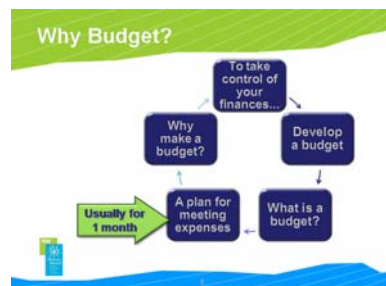 Why Budget?
To take
control of
your
finances...
Develop
a budget
What is a
budget?
A plan for
meeting
expenses
Usually for
1 month
Why
make a
budget?